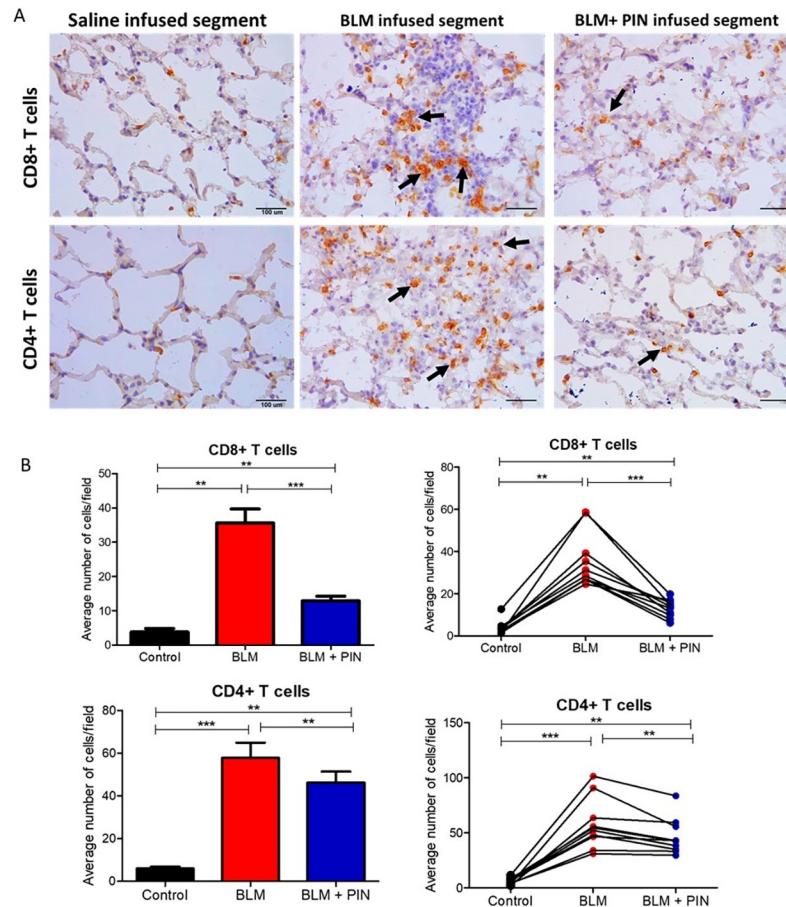 A
Saline infused segment
BLM infused segment
BLM+ PIN infused segment
CD8+ T cells
100 um
CD4+ T cells
100 um
B
CD8+ T cells
Average number of cells/field
50
40
30
20
10
0
**
**
***
Control
BLM
BLM + PIN
CD8+ T cells
Average number of cells/field
80
60
40
20
0
**
**
***
Control
BLM
BLM + PIN
CD4+ T cells
Average number of cells/field
80
60
40
20
0
**
***
**
Control
BLM
BLM + PIN
CD4+ T cells
Average number of cells/field
150
100
50
0
**
***
**
Control
BLM
BLM + PIN